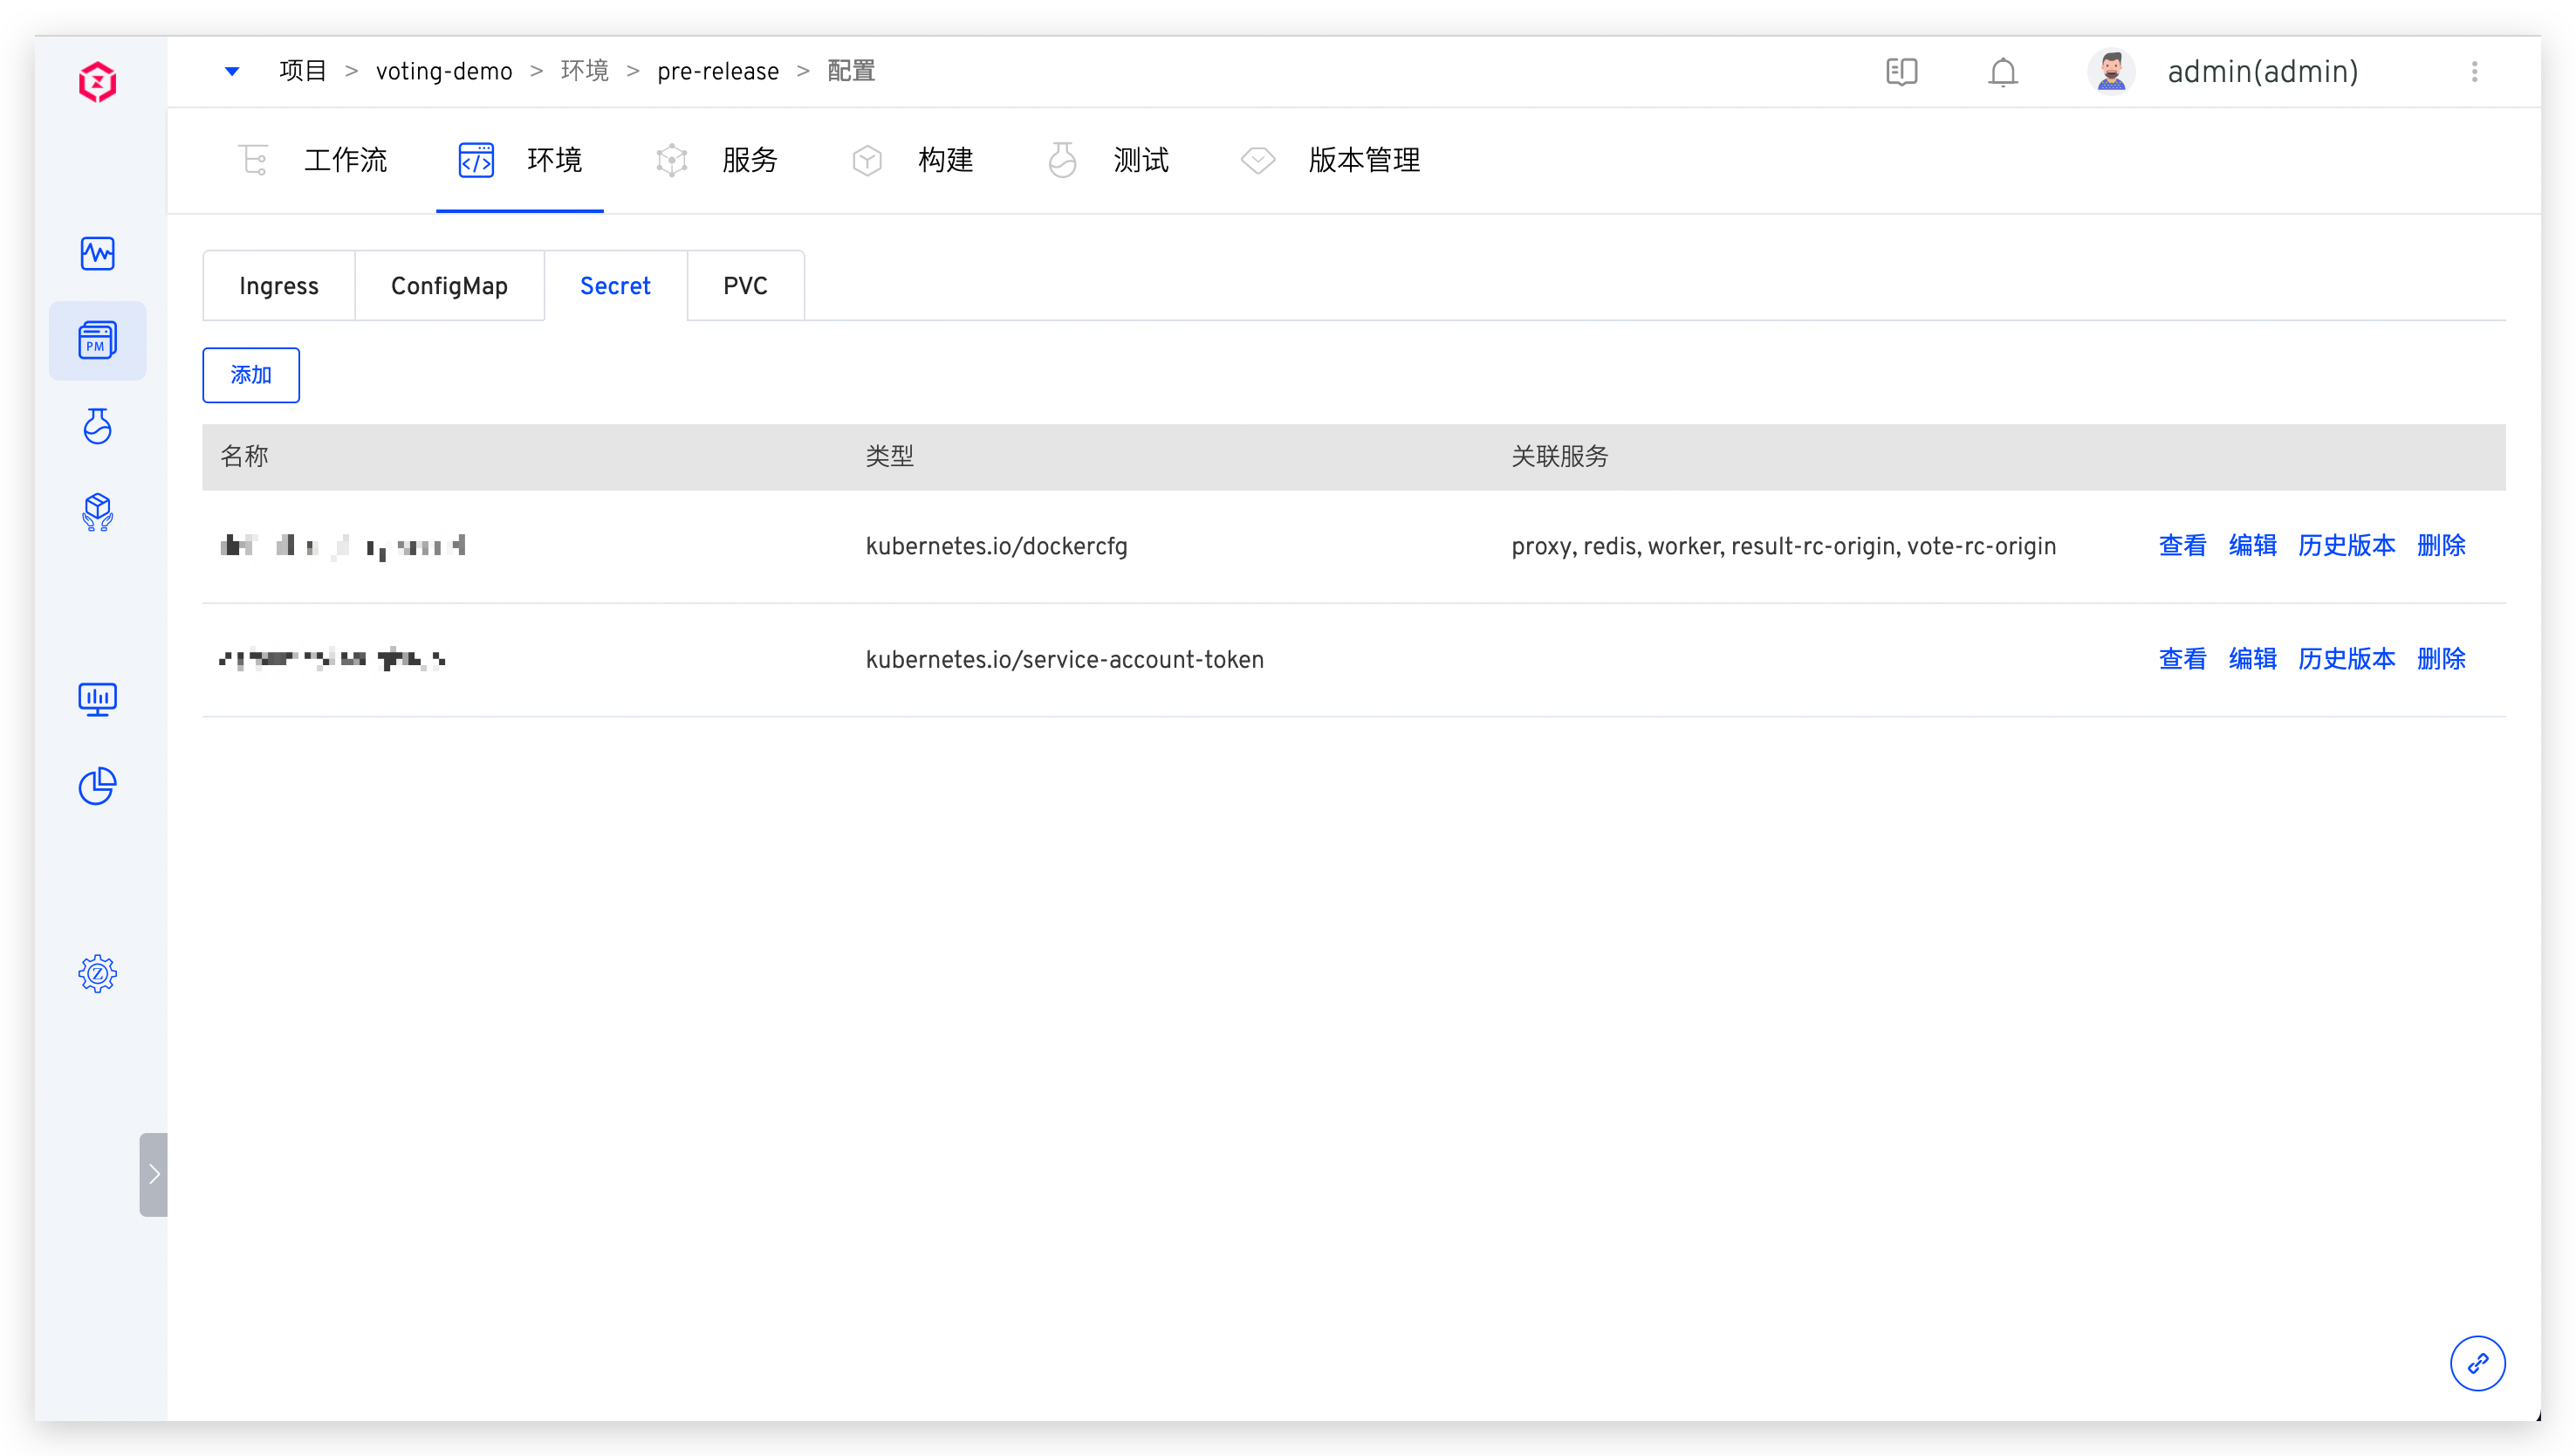 项目 > voting-demo > 环境 > pre-release > 配置
admin(admin)
工作流 环境 服务 构建 测试 版本管理
PM
Ingress ConfigMap Secret PVC
添加
名称 类型 关联服务
kubernetes.io/dockercfg proxy, redis, worker, result-rc-origin, vote-rc-origin 查看 编辑 历史版本 删除
kubernetes.io/service-account-token 查看 编辑 历史版本 删除